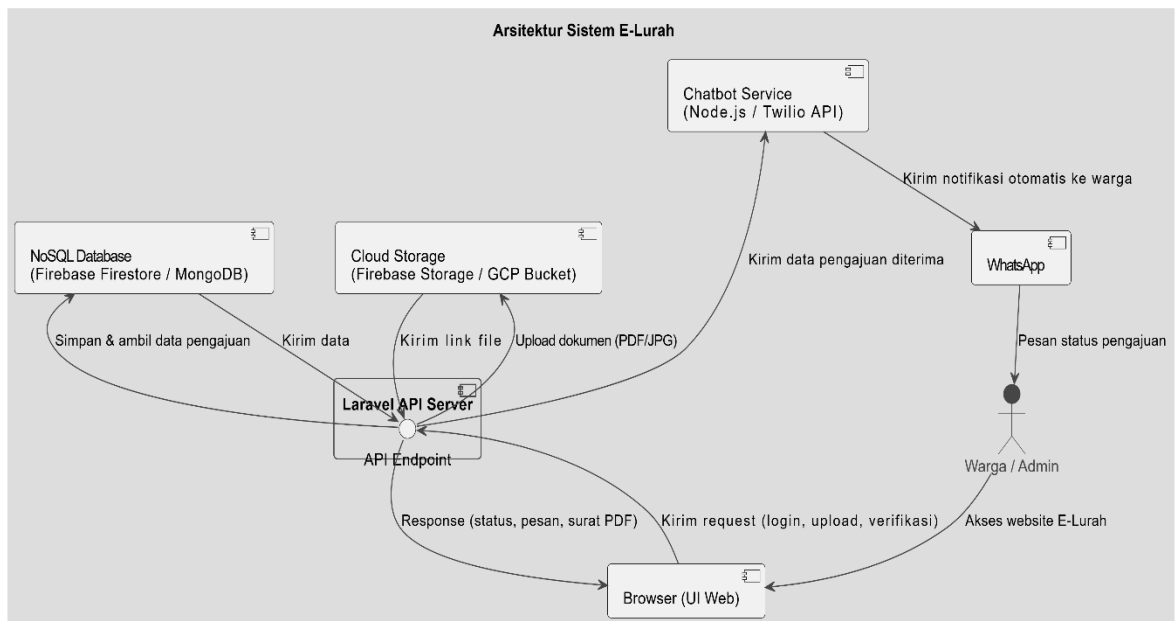 Arsitektur Sistem E-Lurah
Chatbot Service
(Node.js / Twilio API)
Kirim notifikasi otomatis ke warga
NoSQL Database
(Firebase Firestore / MongoDB)
Cloud Storage
(Firebase Storage / GCP Bucket)
Kirim data pengajuan diterima
WhatsApp
Simpan & ambil data pengajuan
Kirim data
Kirim link file
Upload dokumen (PDF/JPG)
Pesan status pengajuan
Laravel API Server
API Endpoint
Warga / Admin
Response (status, pesan, surat PDF)
Kirim request (login, upload, verifikasi)
Akses website E-Lurah
Browser (UI Web)